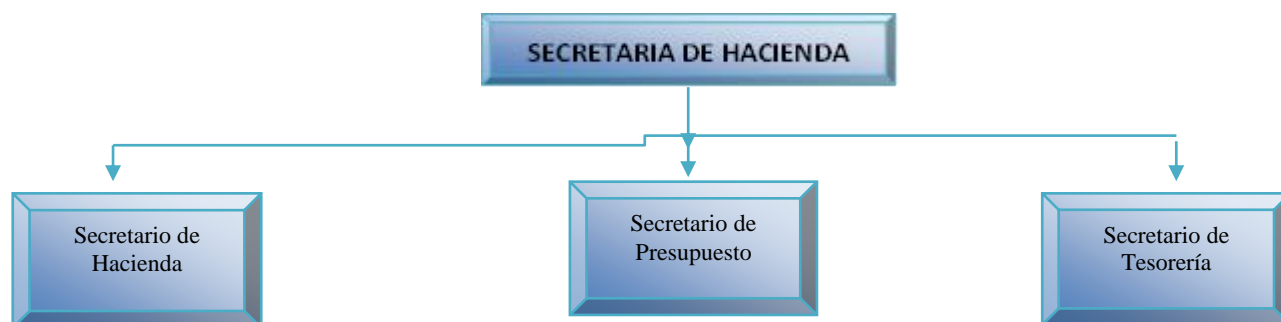 SECRETARIA DE HACIENDA
Secretario de
Hacienda
Secretario de
Presupuesto
Secretario de
Tesorería